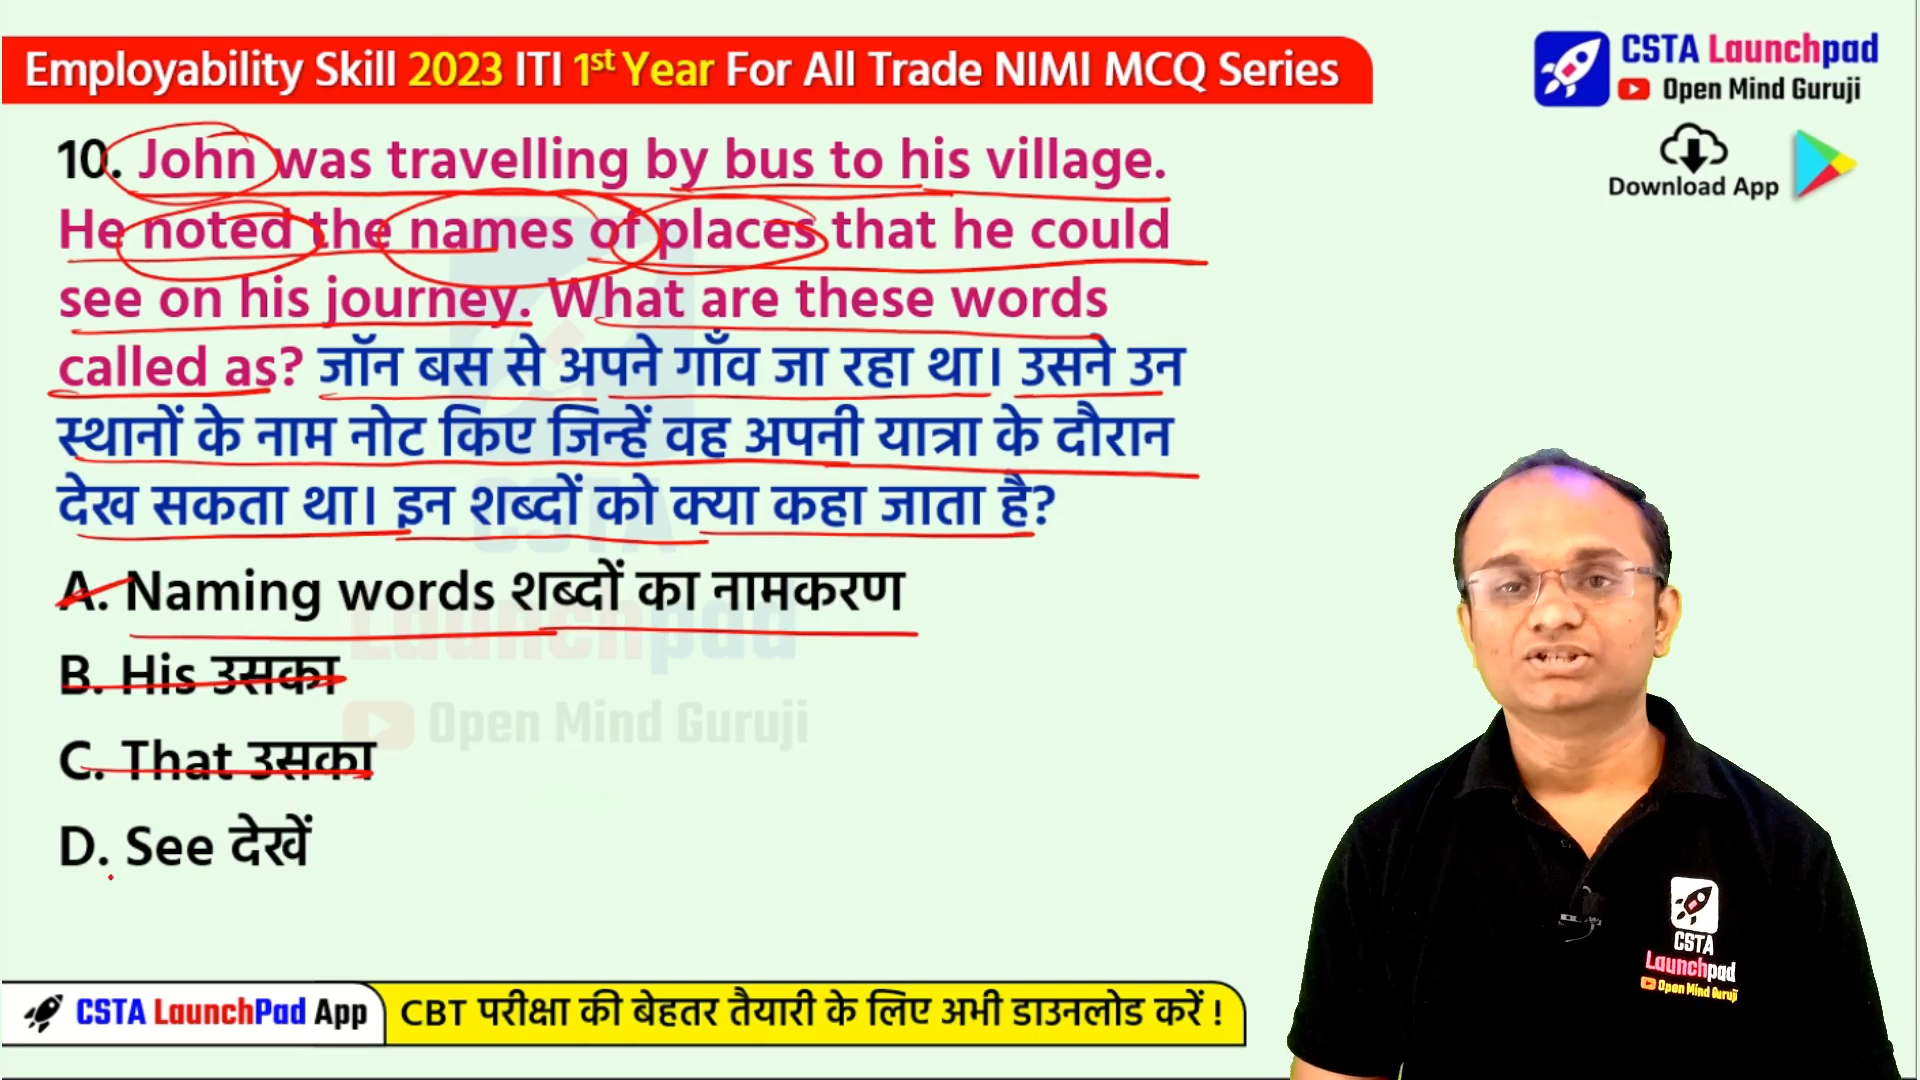 Employability Skill 2023 ITI 1st Year For All Trade NIMI MCQ Series
CSTA Launchpad
Open Mind Guruji
Download App
10. John was travelling by bus to his village.
He noted the names of places that he could
see on his journey. What are these words
called as? जॉन बस से अपने गाँव जा रहा था। उसने उन
स्थानों के नाम नोट किए जिन्हें वह अपनी यात्रा के दौरान
देख सकता था। इन शब्दों को क्या कहा जाता है?
A. Naming words शब्दों का नामकरण
B. His उसका
C. That उसका
D. See देखें
CSTA
Launchpad
Open Mind Guruji
CSTA
Launchpad
Open Mind Guruji
CSTA LaunchPad App
CBT परीक्षा की बेहतर तैयारी के लिए अभी डाउनलोड करें !